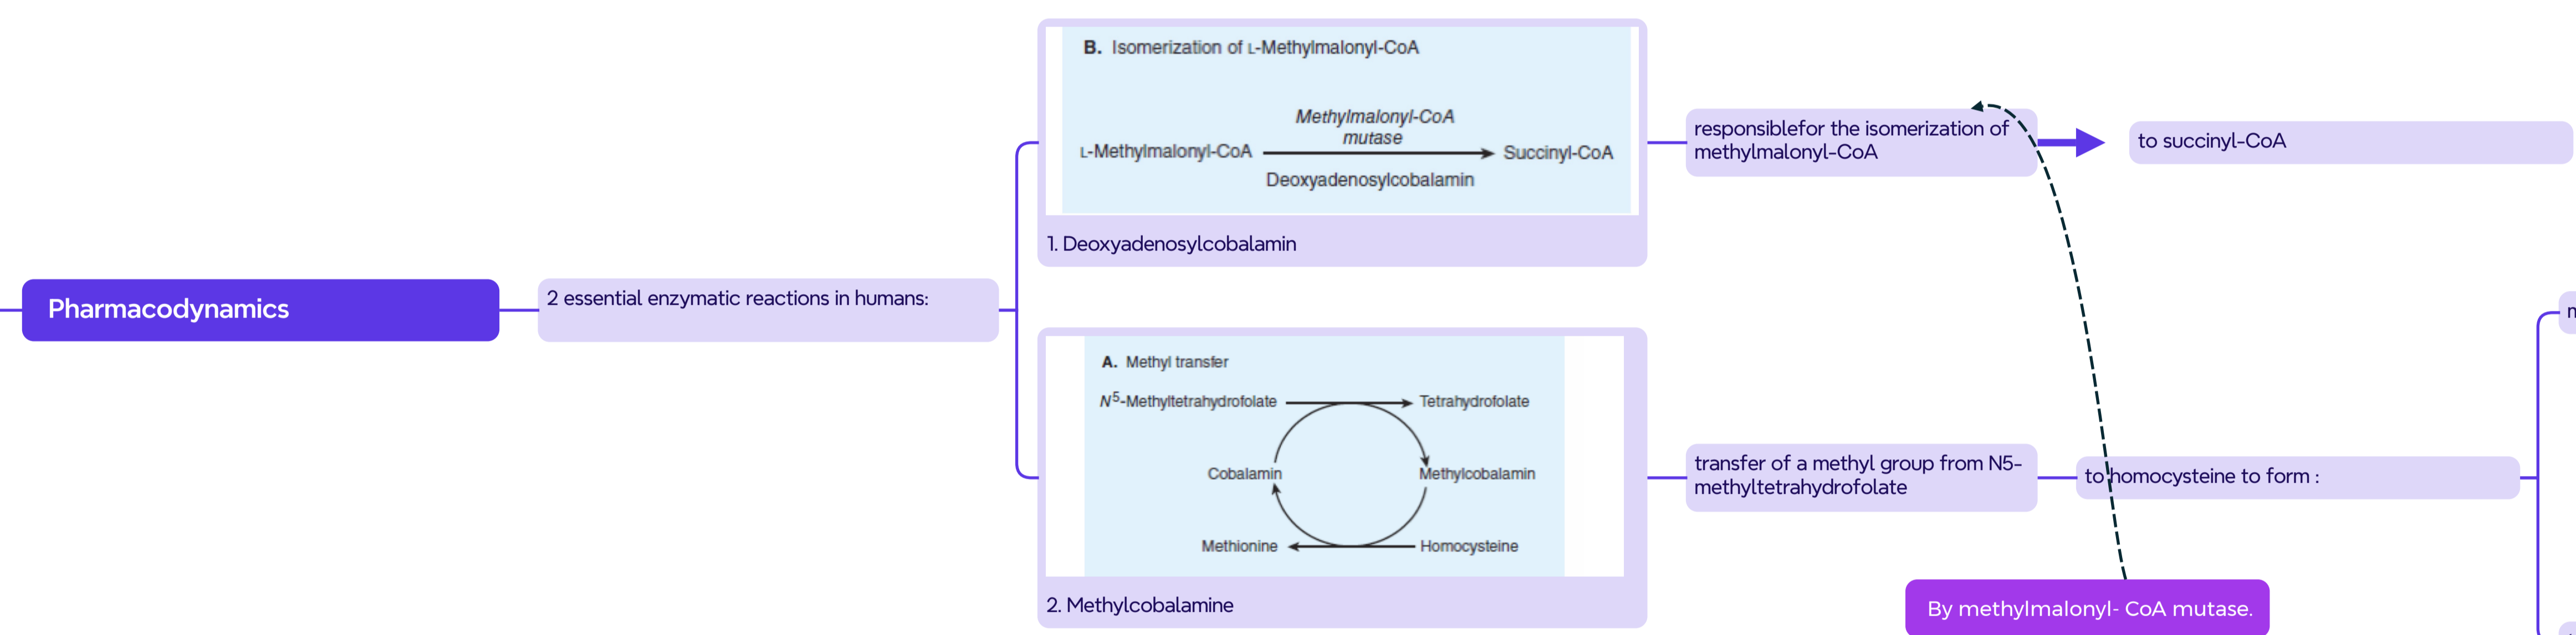 Pharmacodynamics
2 essential enzymatic reactions in humans:
B. Isomerization of L-Methylmalonyl-CoA
Methylmalonyl-CoA
mutase
L-Methylmalonyl-CoA
Succinyl-CoA
Deoxyadenosylcobalamin
1. Deoxyadenosylcobalamin
responsiblefor the isomerization of
methylmalonyl-CoA
to succinyl-CoA
A. Methyl transfer
N5-Methyltetrahydrofolate
Tetrahydrofolate
Cobalamin
Methylcobalamin
Methionine
Homocysteine
2. Methylcobalamine
transfer of a methyl group from N5-
methyltetrahydrofolate
to homocysteine to form :
By methylmalonyl- CoA mutase.